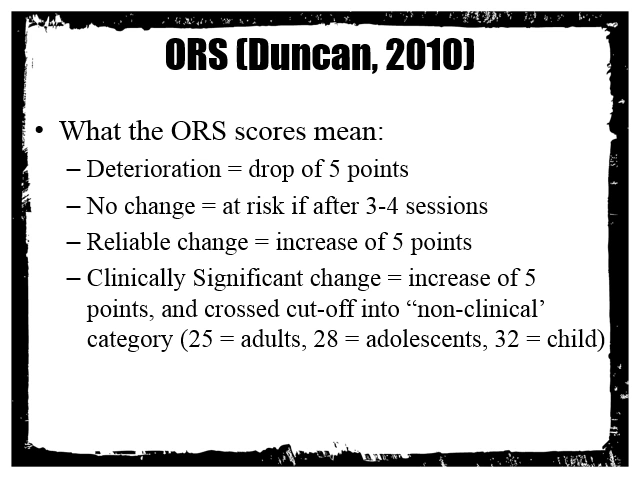 ORS (Duncan, 2010)
• What the ORS scores mean:
– Deterioration = drop of 5 points
– No change = at risk if after 3-4 sessions
– Reliable change = increase of 5 points
– Clinically Significant change = increase of 5
points, and crossed cut-off into “non-clinical’
category (25 = adults, 28 = adolescents, 32 = child)